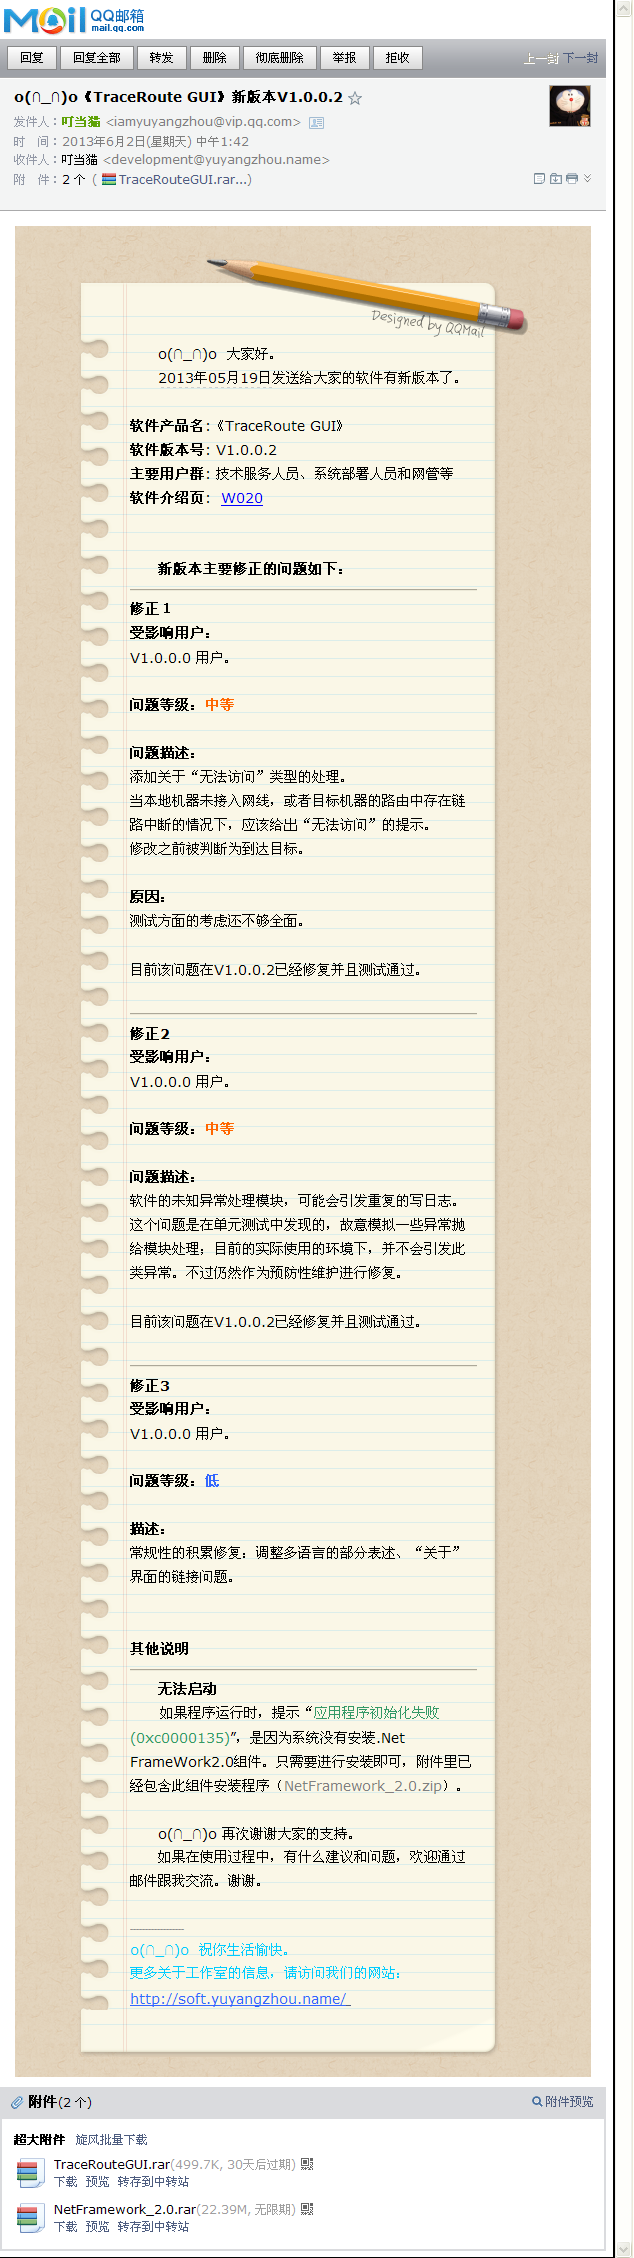 Mail QQ邮箱
mail.qq.com
回复 回复全部 转发 删除 彻底删除 举报 拒收 上一封 下一封
o(∩_∩)o《TraceRoute GUI》新版本V1.0.0.2
发件人：叮当猫 <iamyuyangzhou@vip.qq.com>
时 间：2013年6月2日(星期天) 中午1:42
收件人：叮当猫 <development@yuyangzhou.name>
附 件：2 个 ( TraceRouteGUI.rar...)
Designed by QQMail
o(∩_∩)o 大家好。
2013年05月19日发送给大家的软件有新版本了。
软件产品名：《TraceRoute GUI》
软件版本号：V1.0.0.2
主要用户群：技术服务人员、系统部署人员和网管等
软件介绍页： W020
新版本主要修正的问题如下：
修正１
受影响用户：
V1.0.0.0 用户。
问题等级：中等
问题描述：
添加关于“无法访问”类型的处理。
当本地机器未接入网线，或者目标机器的路由中存在链
路中断的情况下，应该给出“无法访问”的提示。
修改之前被判断为到达目标。
原因：
测试方面的考虑还不够全面。
目前该问题在V1.0.0.2已经修复并且测试通过。
修正2
受影响用户：
V1.0.0.0 用户。
问题等级：中等
问题描述：
软件的未知异常处理模块，可能会引发重复的写日志。
这个问题是在单元测试中发现的，故意模拟一些异常抛
给模块处理；目前的实际使用的环境下，并不会引发此
类异常。不过仍然作为预防性维护进行修复。
目前该问题在V1.0.0.2已经修复并且测试通过。
修正3
受影响用户：
V1.0.0.0 用户。
问题等级：低
描述：
常规性的积累修复：调整多语言的部分表述、“关于”
界面的链接问题。
其他说明
无法启动
如果程序运行时，提示“应用程序初始化失败
(0xc0000135)”，是因为系统没有安装.Net
FrameWork2.0组件。只需要进行安装即可，附件里已
经包含此组件安装程序（NetFramework_2.0.zip）。
o(∩_∩)o 再次谢谢大家的支持。
如果在使用过程中，有什么建议和问题，欢迎通过
邮件跟我交流。谢谢。
o(∩_∩)o 祝你生活愉快。
更多关于工作室的信息，请访问我们的网站：
http://soft.yuyangzhou.name/
附件(2 个) 附件预览
超大附件 旋风批量下载
TraceRouteGUI.rar(499.7K, 30天后过期)
下载 预览 转存到中转站
NetFramework_2.0.rar(22.39M, 无限期)
下载 预览 转存到中转站